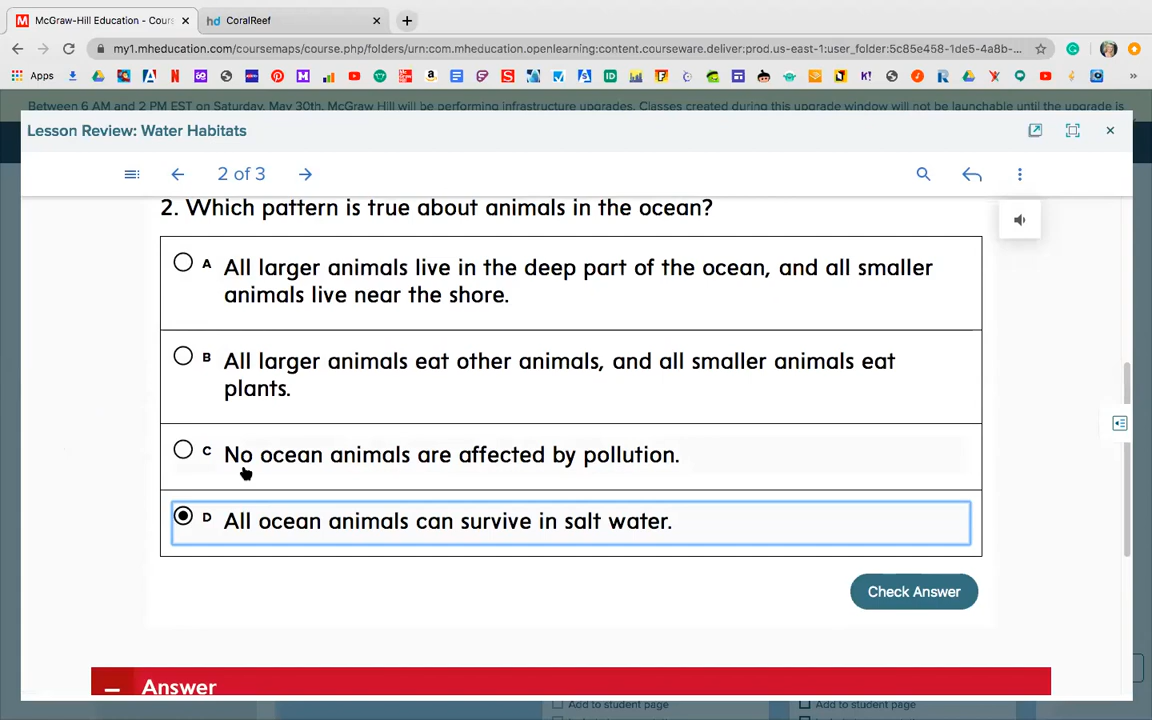 McGraw-Hill Education - Cours
hd CoralReef
my1.mheducation.com/coursemaps/course.php/folders/urn:com.mheducation.openlearning:content.courseware.deliver:prod.us-east-1:user_folder:5c85e458-1de5-4a8b-...
Apps
Between 6 AM and 2 PM EST on Saturday, May 30th, McGraw Hill will be performing infrastructure upgrades. Classes created during this upgrade window will not be launchable until the upgrade is
Lesson Review: Water Habitats
2 of 3
2. Which pattern is true about animals in the ocean?
A All larger animals live in the deep part of the ocean, and all smaller
animals live near the shore.
B All larger animals eat other animals, and all smaller animals eat
plants.
C No ocean animals are affected by pollution.
D All ocean animals can survive in salt water.
Check Answer
Answer
Add to student page
Add to student page